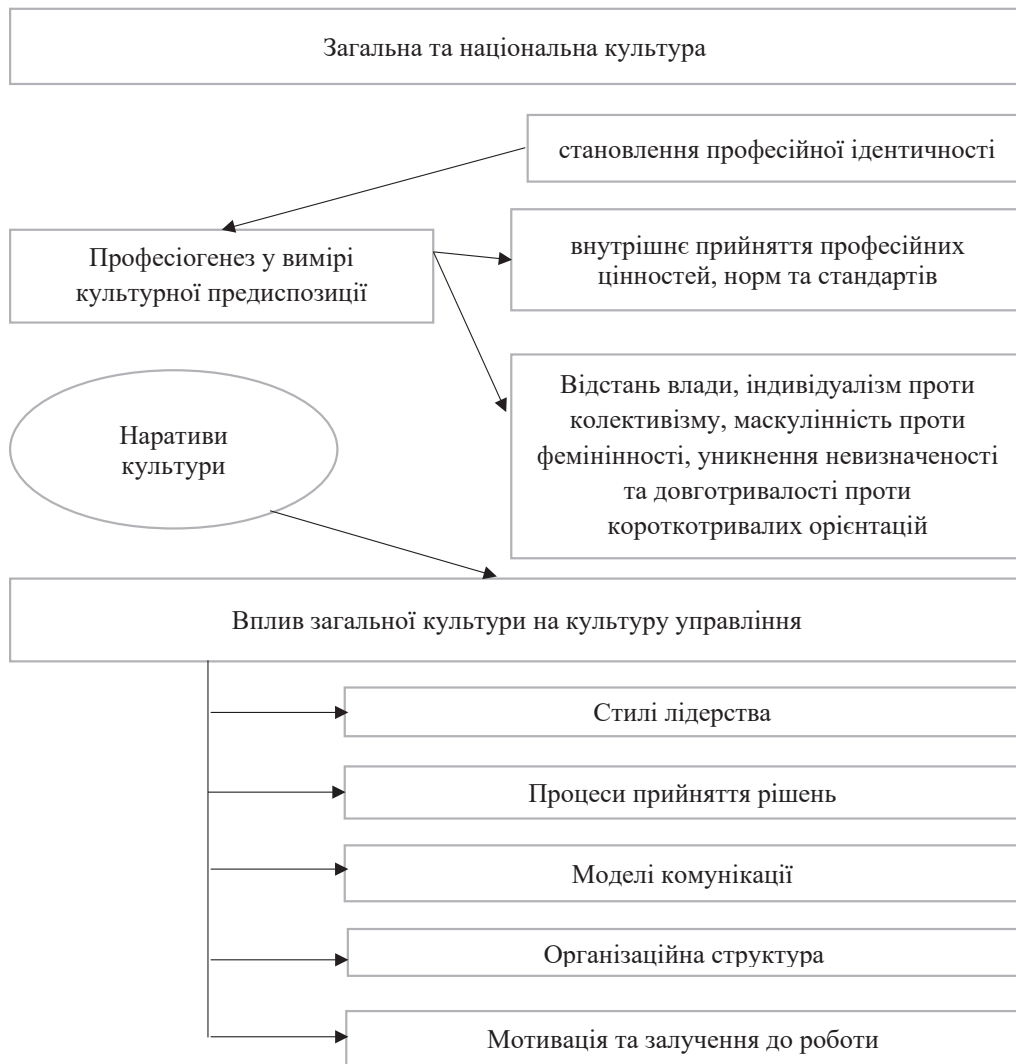 Загальна та національна культура
становлення професійної ідентичності
Професіогенез у вимірі
культурної предиспозиції
внутрішнє прийняття професійних
цінностей, норм та стандартів
Відстань влади, індивідуалізм проти
колективізму, маскулінність проти
фемінінності, уникнення невизначеності
та довготривалості проти
короткотривалих орієнтацій
Наративи
культури
Вплив загальної культури на культуру управління
Стилі лідерства
Процеси прийняття рішень
Моделі комунікації
Організаційна структура
Мотивація та залучення до роботи